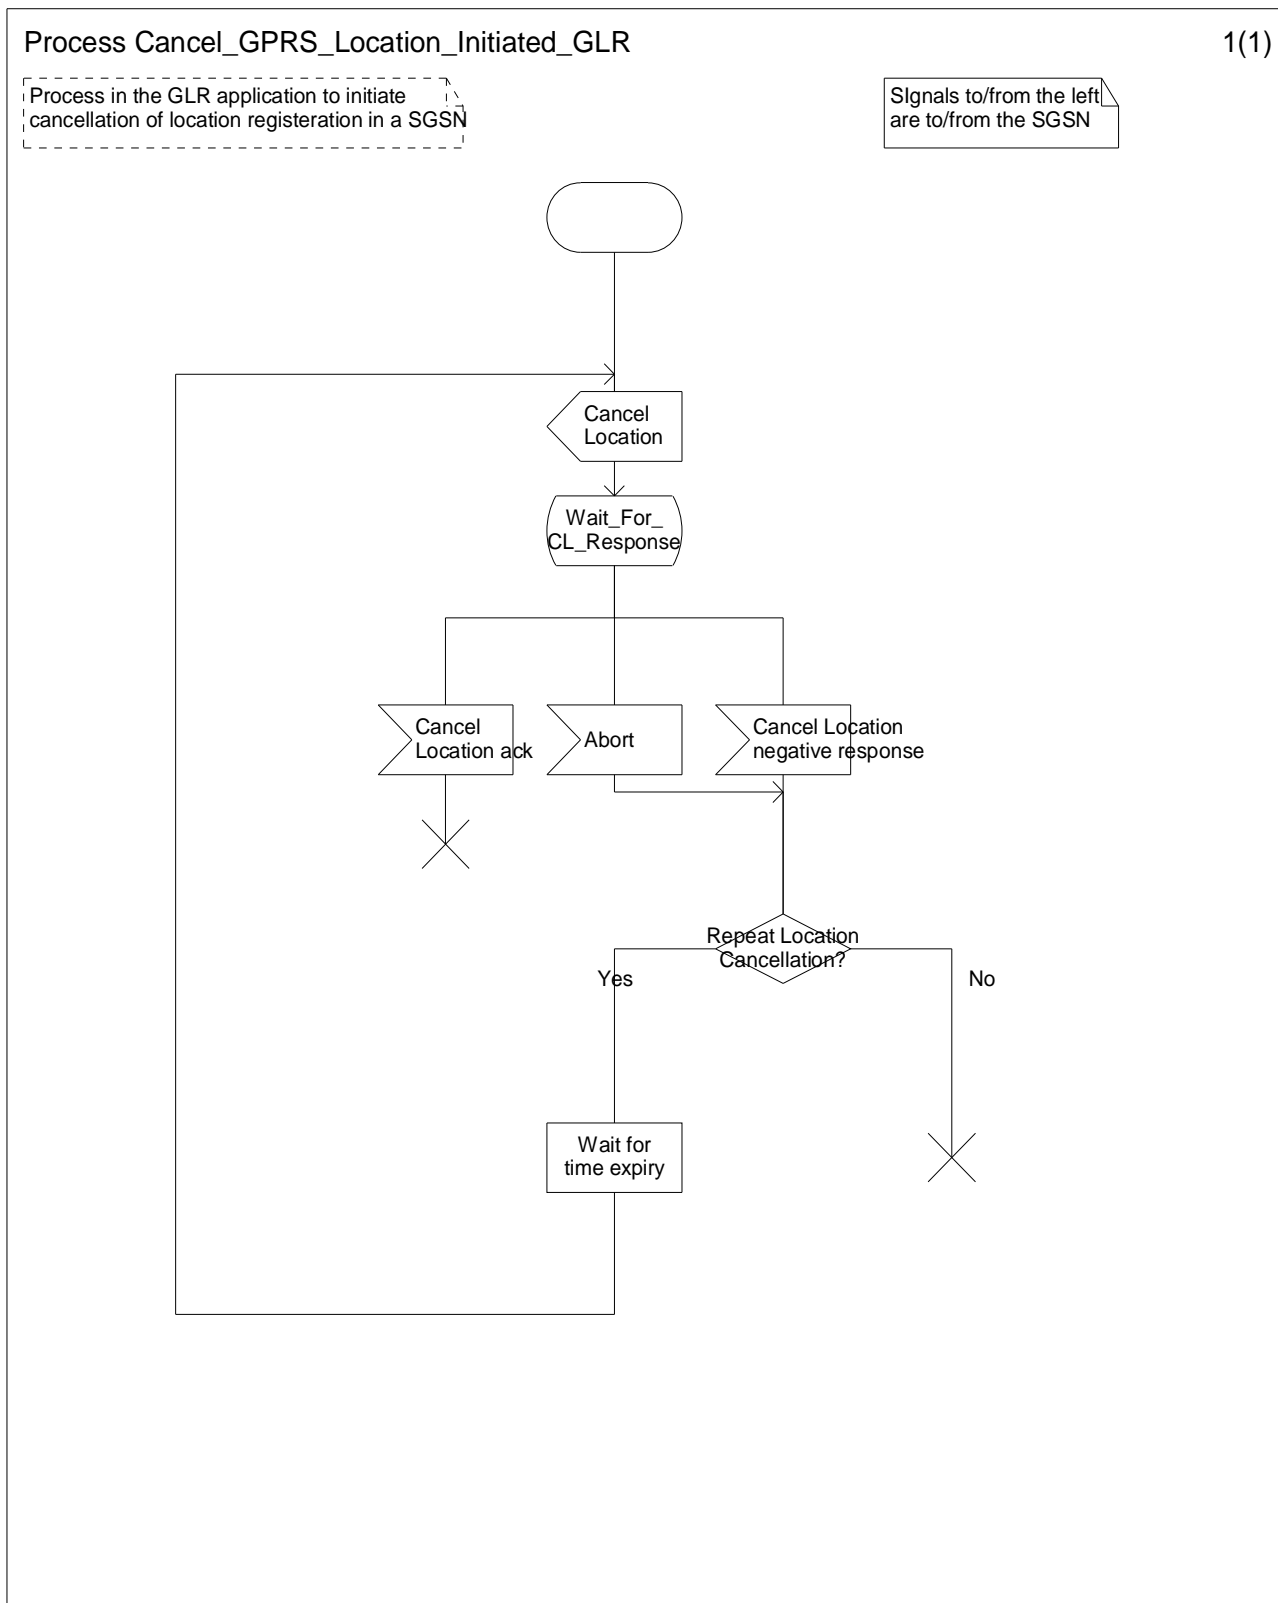 Process Cancel_GPRS_Location_Initiated_GLR
1(1)
Process in the GLR application to initiate
cancellation of location registeration in a SGSN
SIgnals to/from the left
are to/from the SGSN
Cancel
Location
Wait_For_
CL_Response
Cancel
Location ack
Abort
Cancel Location
negative response
Repeat Location
Cancellation?
Yes
No
Wait for
time expiry